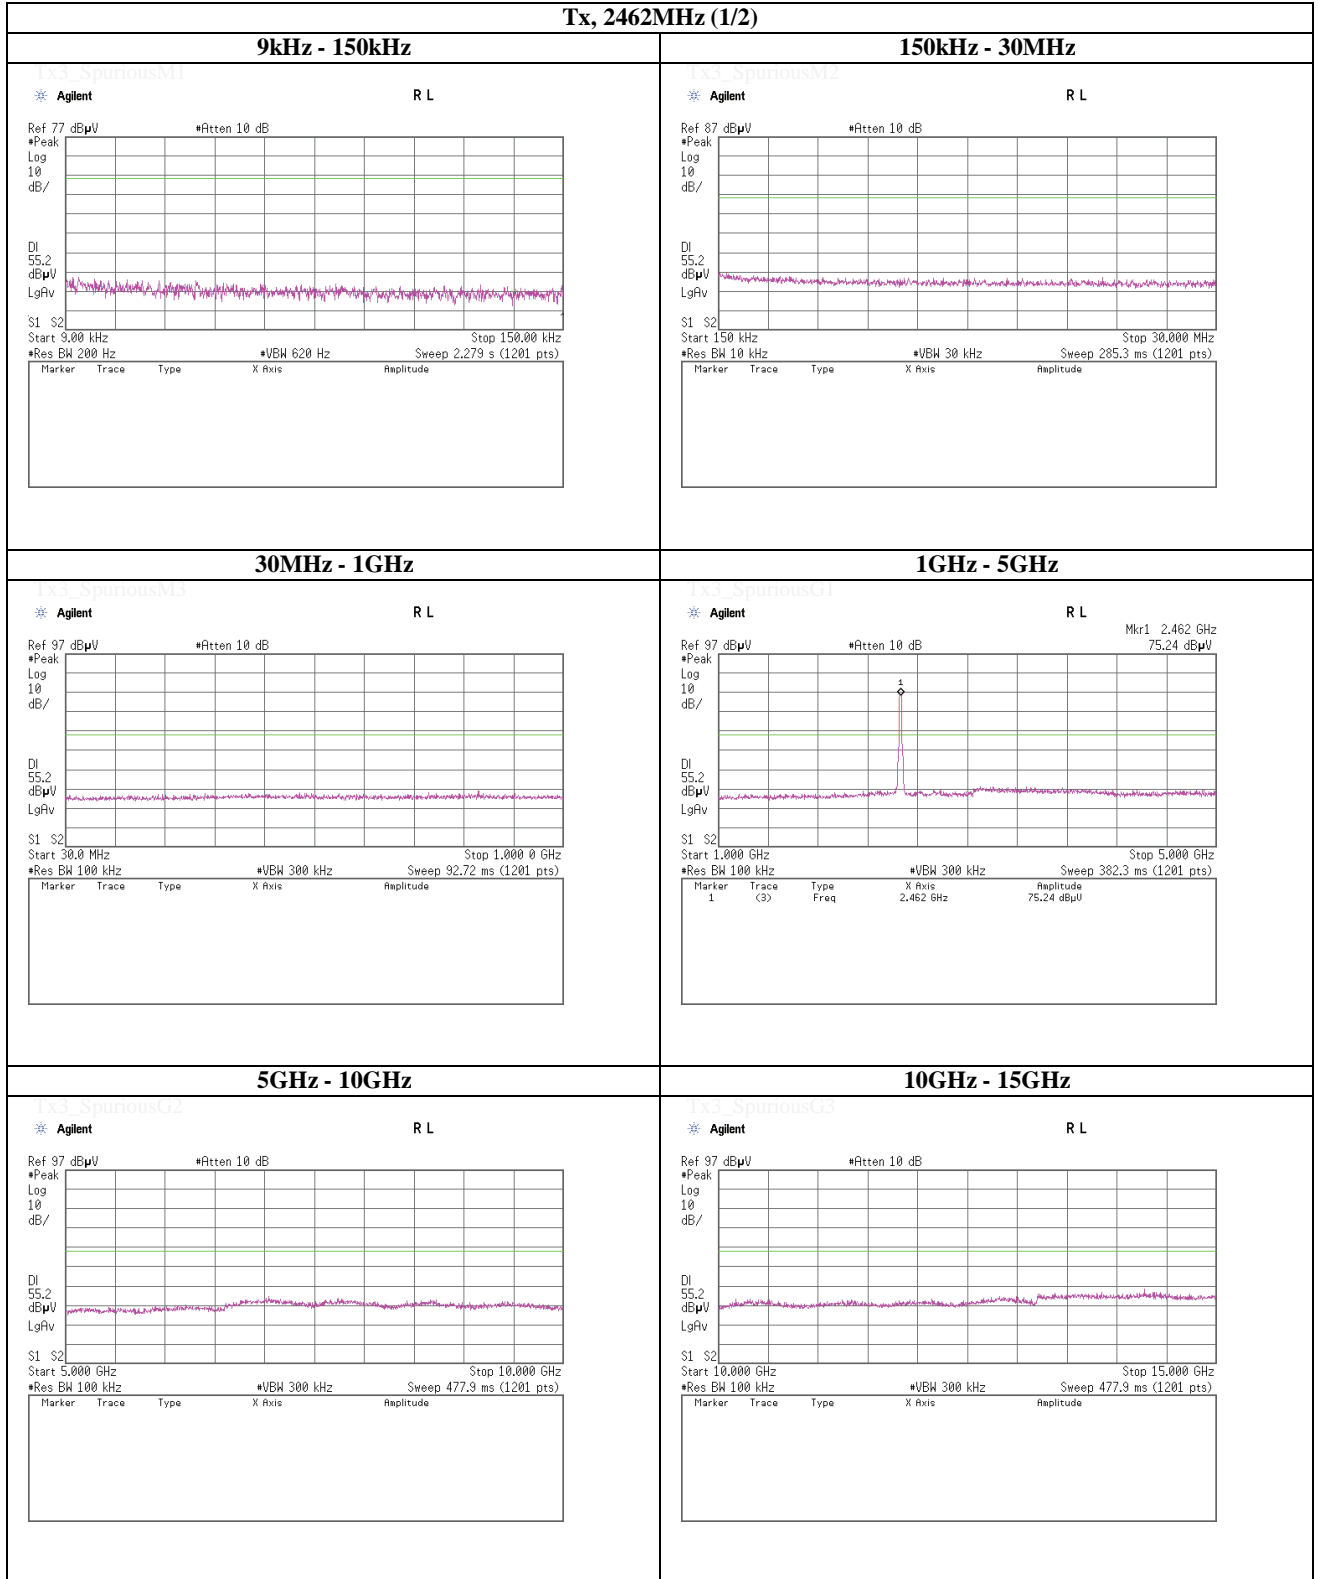 Tx, 2462MHz (1/2)
9kHz - 150kHz
150kHz - 30MHz
Tx3_SpuriousM1
Agilent
R L
Ref 77 dBµV
#Atten 10 dB
#Peak
Log
10
dB/
DI
55.2
dBµV
LgAv
S1 S2
Start 9.00 kHz
Stop 150.00 kHz
#Res BW 200 Hz
#VBW 620 Hz
Sweep 2.279 s (1201 pts)
Marker Trace Type X Axis Amplitude
Tx3_SpuriousM2
Agilent
R L
Ref 87 dBµV
#Atten 10 dB
#Peak
Log
10
dB/
DI
55.2
dBµV
LgAv
S1 S2
Start 150 kHz
Stop 30.000 MHz
#Res BW 10 kHz
#VBW 30 kHz
Sweep 285.3 ms (1201 pts)
Marker Trace Type X Axis Amplitude
30MHz - 1GHz
1GHz - 5GHz
Tx3_SpuriousM3
Agilent
R L
Ref 97 dBµV
#Atten 10 dB
#Peak
Log
10
dB/
DI
55.2
dBµV
LgAv
S1 S2
Start 30.0 MHz
Stop 1.000 0 GHz
#Res BW 100 kHz
#VBW 300 kHz
Sweep 92.72 ms (1201 pts)
Marker Trace Type X Axis Amplitude
Tx3_SpuriousG1
Agilent
R L
Mkr1 2.462 GHz
Ref 97 dBµV
#Atten 10 dB
75.24 dBµV
#Peak
Log
10
dB/
1
DI
55.2
dBµV
LgAv
S1 S2
Start 1.000 GHz
Stop 5.000 GHz
#Res BW 100 kHz
#VBW 300 kHz
Sweep 382.3 ms (1201 pts)
Marker Trace Type X Axis Amplitude
1 (3) Freq 2.462 GHz 75.24 dBµV
5GHz - 10GHz
10GHz - 15GHz
Tx3_SpuriousG2
Agilent
R L
Ref 97 dBµV
#Atten 10 dB
#Peak
Log
10
dB/
DI
55.2
dBµV
LgAv
S1 S2
Start 5.000 GHz
Stop 10.000 GHz
#Res BW 100 kHz
#VBW 300 kHz
Sweep 477.9 ms (1201 pts)
Marker Trace Type X Axis Amplitude
Tx3_SpuriousG3
Agilent
R L
Ref 97 dBµV
#Atten 10 dB
#Peak
Log
10
dB/
DI
55.2
dBµV
LgAv
S1 S2
Start 10.000 GHz
Stop 15.000 GHz
#Res BW 100 kHz
#VBW 300 kHz
Sweep 477.9 ms (1201 pts)
Marker Trace Type X Axis Amplitude